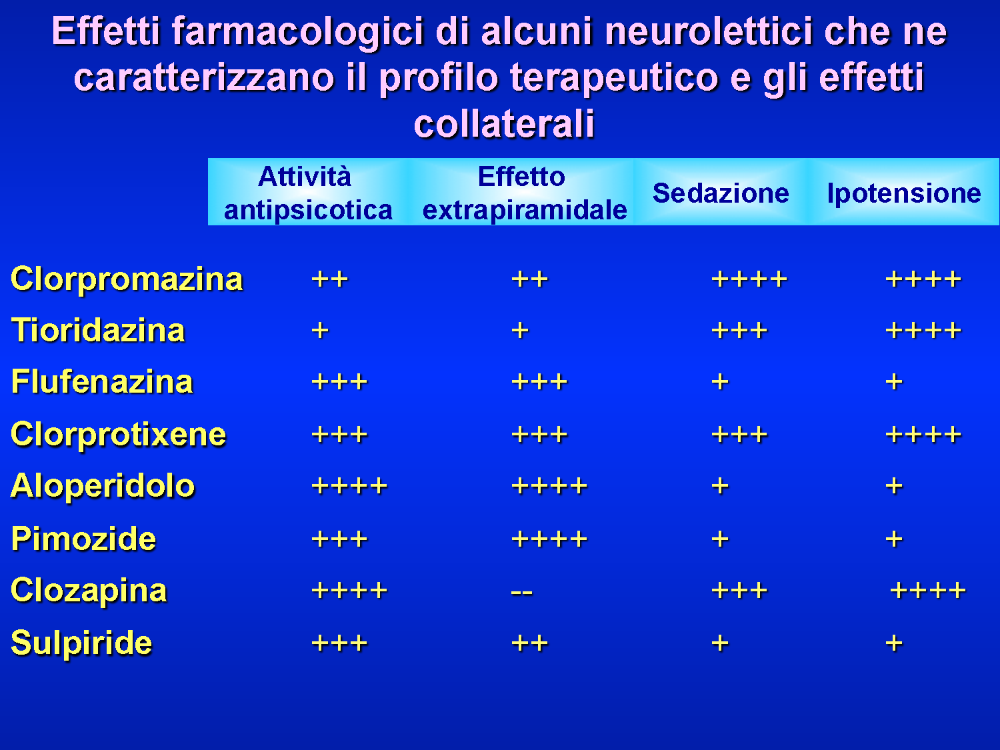 Effetti farmacologici di alcuni neurolettici che ne
caratterizzano il profilo terapeutico e gli effetti
collaterali
Attività antipsicotica Effetto extrapiramidale Sedazione Ipotensione
Clorpromazina ++ ++ ++++ ++++
Tioridazina + + +++ ++++
Flufenazina +++ +++ + +
Clorprotixene +++ +++ +++ ++++
Aloperidolo ++++ ++++ + +
Pimozide +++ ++++ + +
Clozapina ++++ -- +++ ++++
Sulpiride +++ ++ + +